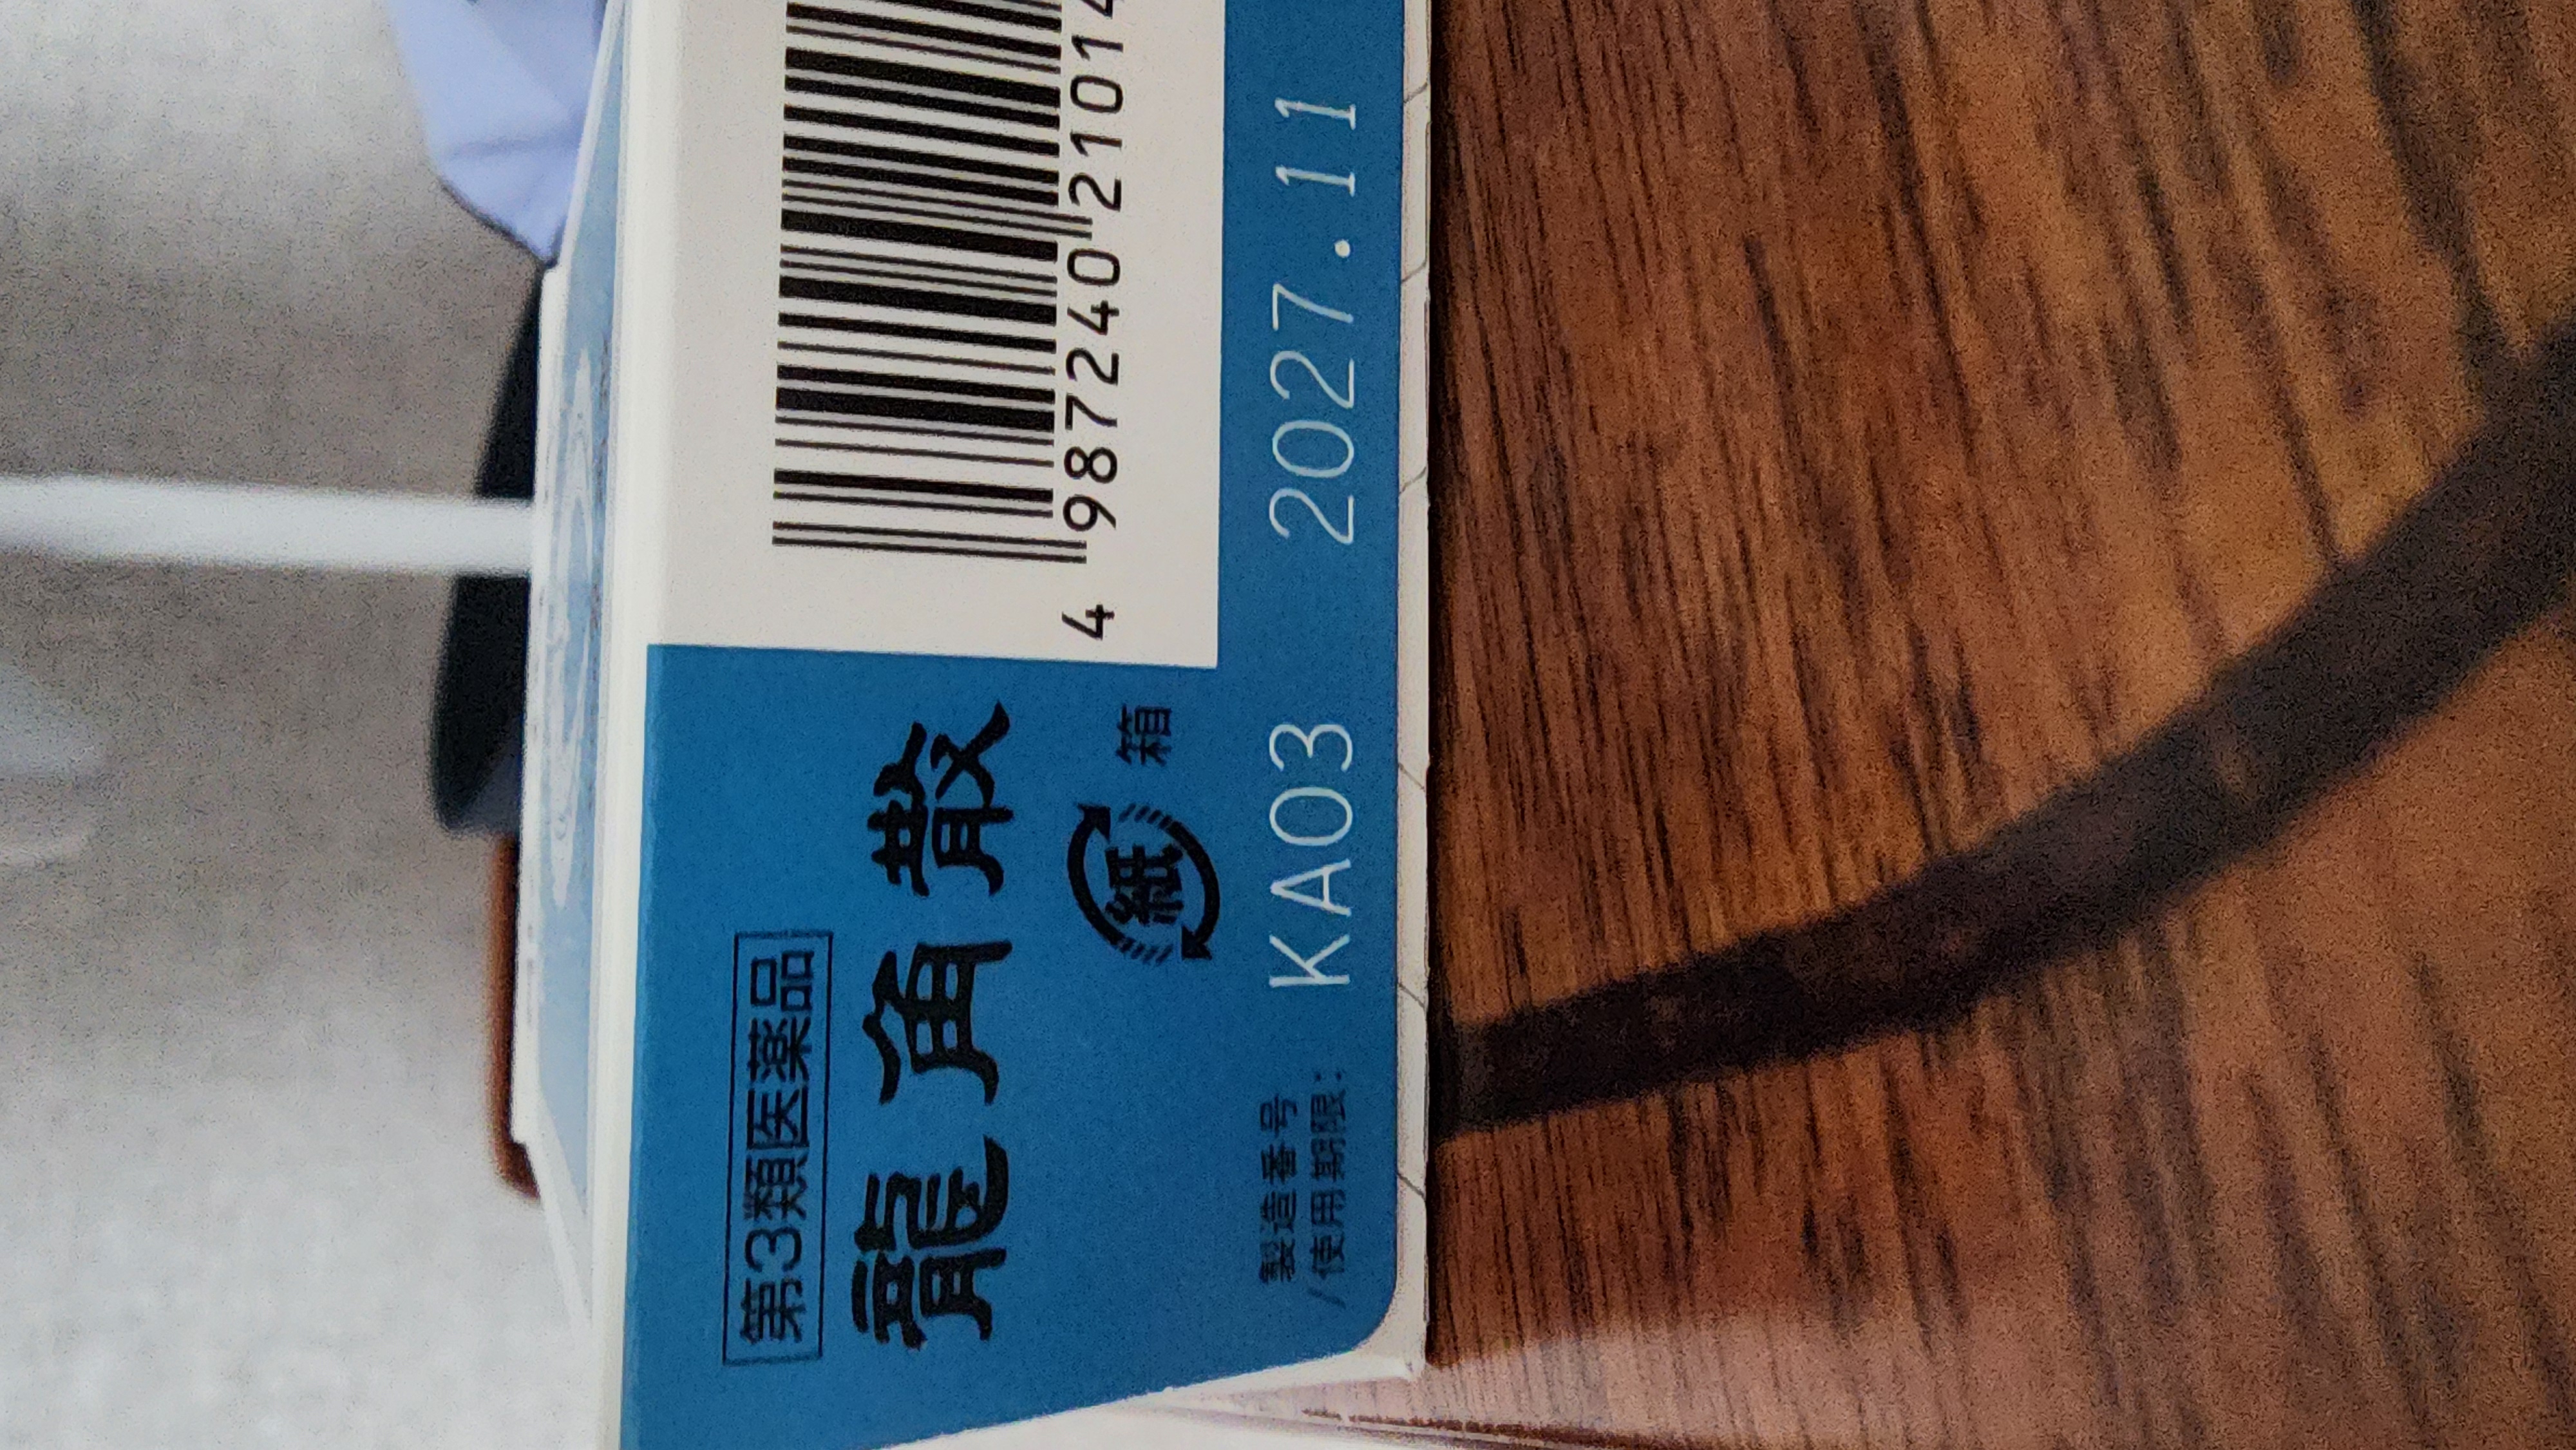 第3類医薬品
龍角散
紙 箱
4 987240 21014
製造番号
/使用期限:
KA03 2027.11